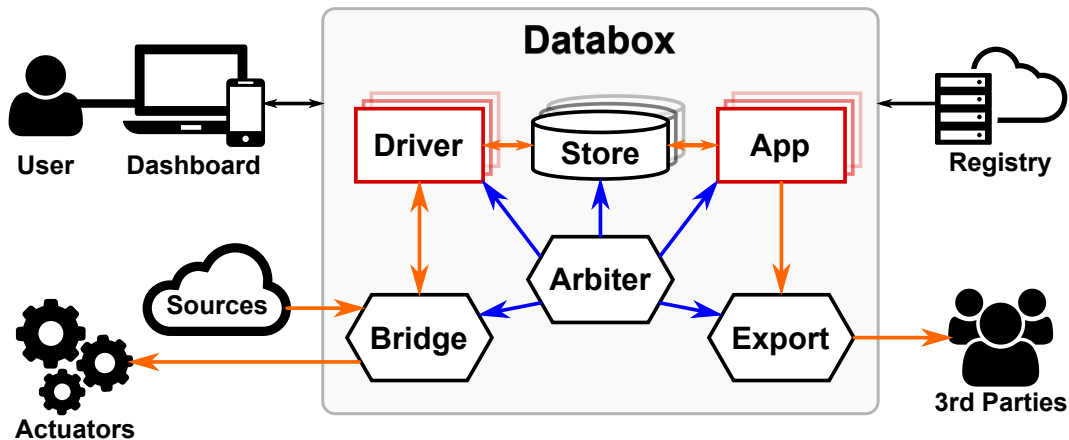 Databox
User
Dashboard
Driver
Store
App
Registry
Sources
Arbiter
Bridge
Export
Actuators
3rd Parties